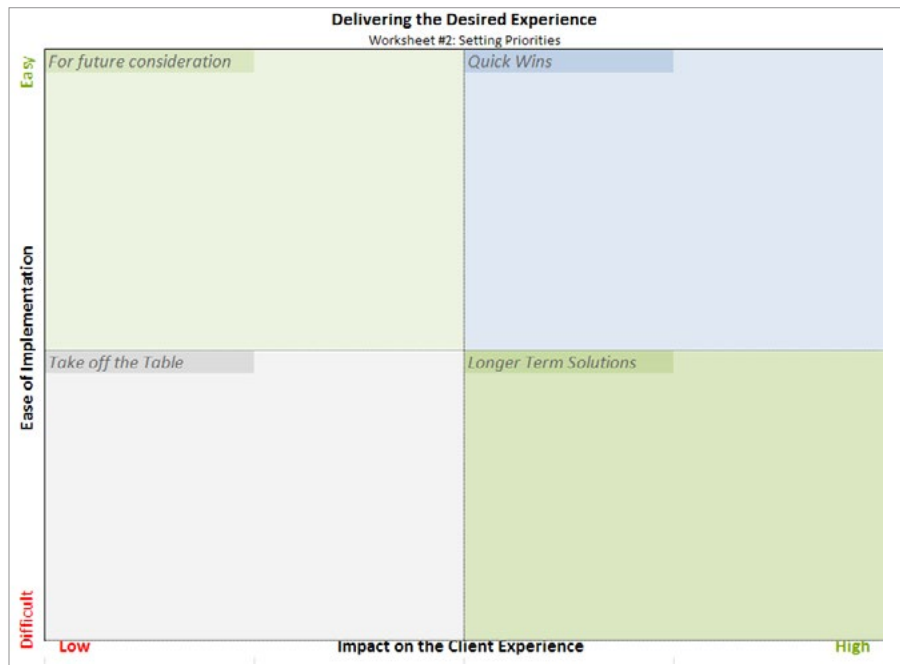 Delivering the Desired Experience
Worksheet #2: Setting Priorities
Easy
For future consideration
Quick Wins
Ease of Implementation
Take off the Table
Longer Term Solutions
Difficult
Low
Impact on the Client Experience
High